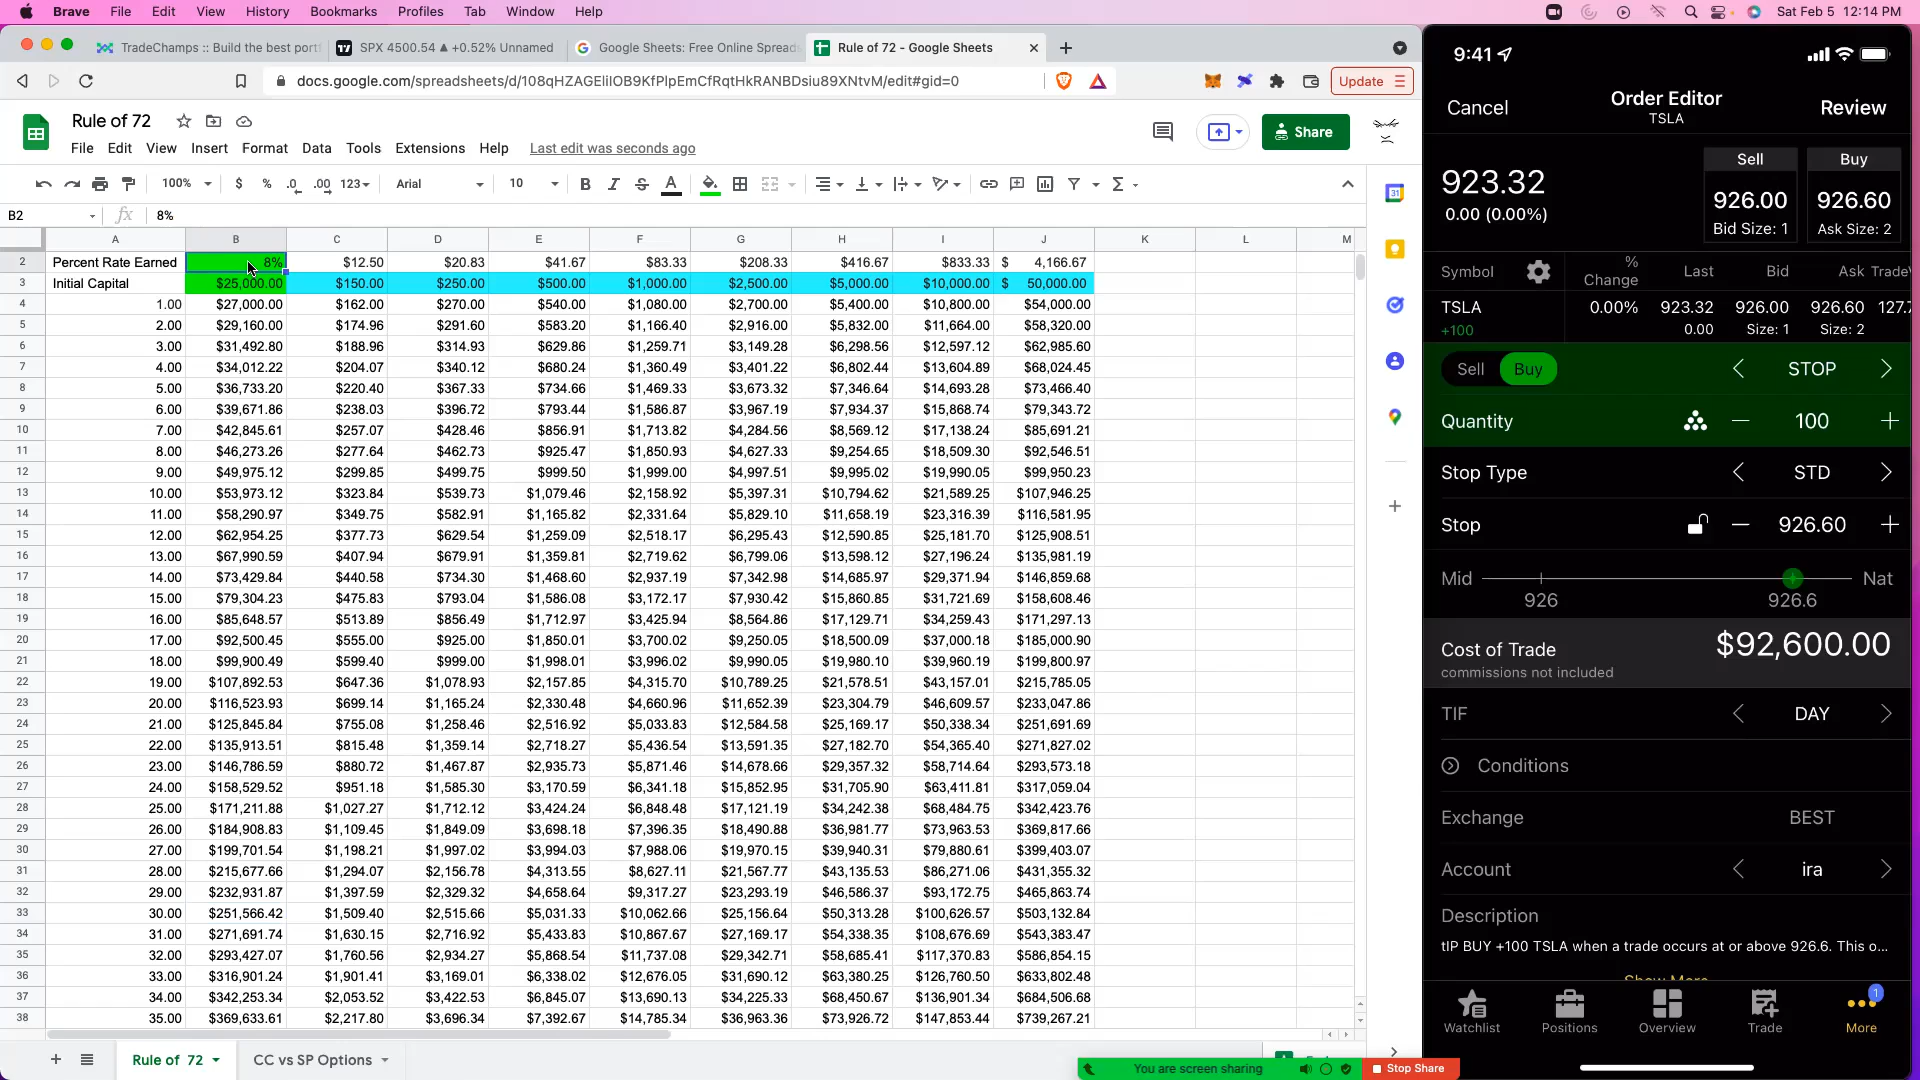 Brave File Edit View History Bookmarks Profiles Tab Window Help Sat Feb 5 12:14 PM
TradeChamps :: Build the best port SPX 4500.54 ▲ +0.52% Unnamed Google Sheets: Free Online Spread Rule of 72 - Google Sheets
docs.google.com/spreadsheets/d/108qHZAGEliIOB9KfPlpEmCfRqtHkRANBDsiu89XNtvM/edit#gid=0 Update
Rule of 72
Share
File Edit View Insert Format Data Tools Extensions Help Last edit was seconds ago
100% $ % .0 .00 123 Arial 10 B I S A
B2 fx 8%
A B C D E F G H I J K L M
2 Percent Rate Earned 8% $12.50 $20.83 $41.67 $83.33 $208.33 $416.67 $833.33 $ 4,166.67
3 Initial Capital $25,000.00 $150.00 $250.00 $500.00 $1,000.00 $2,500.00 $5,000.00 $10,000.00 $ 50,000.00
4 1.00 $27,000.00 $162.00 $270.00 $540.00 $1,080.00 $2,700.00 $5,400.00 $10,800.00 $54,000.00
5 2.00 $29,160.00 $174.96 $291.60 $583.20 $1,166.40 $2,916.00 $5,832.00 $11,664.00 $58,320.00
6 3.00 $31,492.80 $188.96 $314.93 $629.86 $1,259.71 $3,149.28 $6,298.56 $12,597.12 $62,985.60
7 4.00 $34,012.22 $204.07 $340.12 $680.24 $1,360.49 $3,401.22 $6,802.44 $13,604.89 $68,024.45
8 5.00 $36,733.20 $220.40 $367.33 $734.66 $1,469.33 $3,673.32 $7,346.64 $14,693.28 $73,466.40
9 6.00 $39,671.86 $238.03 $396.72 $793.44 $1,586.87 $3,967.19 $7,934.37 $15,868.74 $79,343.72
10 7.00 $42,845.61 $257.07 $428.46 $856.91 $1,713.82 $4,284.56 $8,569.12 $17,138.24 $85,691.21
11 8.00 $46,273.26 $277.64 $462.73 $925.47 $1,850.93 $4,627.33 $9,254.65 $18,509.30 $92,546.51
12 9.00 $49,975.12 $299.85 $499.75 $999.50 $1,999.00 $4,997.51 $9,995.02 $19,990.05 $99,950.23
13 10.00 $53,973.12 $323.84 $539.73 $1,079.46 $2,158.92 $5,397.31 $10,794.62 $21,589.25 $107,946.25
14 11.00 $58,290.97 $349.75 $582.91 $1,165.82 $2,331.64 $5,829.10 $11,658.19 $23,316.39 $116,581.95
15 12.00 $62,954.25 $377.73 $629.54 $1,259.09 $2,518.17 $6,295.43 $12,590.85 $25,181.70 $125,908.51
16 13.00 $67,990.59 $407.94 $679.91 $1,359.81 $2,719.62 $6,799.06 $13,598.12 $27,196.24 $135,981.19
17 14.00 $73,429.84 $440.58 $734.30 $1,468.60 $2,937.19 $7,342.98 $14,685.97 $29,371.94 $146,859.68
18 15.00 $79,304.23 $475.83 $793.04 $1,586.08 $3,172.17 $7,930.42 $15,860.85 $31,721.69 $158,608.46
19 16.00 $85,648.57 $513.89 $856.49 $1,712.97 $3,425.94 $8,564.86 $17,129.71 $34,259.43 $171,297.13
20 17.00 $92,500.45 $555.00 $925.00 $1,850.01 $3,700.02 $9,250.05 $18,500.09 $37,000.18 $185,000.90
21 18.00 $99,900.49 $599.40 $999.00 $1,998.01 $3,996.02 $9,990.05 $19,980.10 $39,960.19 $199,800.97
22 19.00 $107,892.53 $647.36 $1,078.93 $2,157.85 $4,315.70 $10,789.25 $21,578.51 $43,157.01 $215,785.05
23 20.00 $116,523.93 $699.14 $1,165.24 $2,330.48 $4,660.96 $11,652.39 $23,304.79 $46,609.57 $233,047.86
24 21.00 $125,845.84 $755.08 $1,258.46 $2,516.92 $5,033.83 $12,584.58 $25,169.17 $50,338.34 $251,691.69
25 22.00 $135,913.51 $815.48 $1,359.14 $2,718.27 $5,436.54 $13,591.35 $27,182.70 $54,365.40 $271,827.02
26 23.00 $146,786.59 $880.72 $1,467.87 $2,935.73 $5,871.46 $14,678.66 $29,357.32 $58,714.64 $293,573.18
27 24.00 $158,529.52 $951.18 $1,585.30 $3,170.59 $6,341.18 $15,852.95 $31,705.90 $63,411.81 $317,059.04
28 25.00 $171,211.88 $1,027.27 $1,712.12 $3,424.24 $6,848.48 $17,121.19 $34,242.38 $68,484.75 $342,423.76
29 26.00 $184,908.83 $1,109.45 $1,849.09 $3,698.18 $7,396.35 $18,490.88 $36,981.77 $73,963.53 $369,817.66
30 27.00 $199,701.54 $1,198.21 $1,997.02 $3,994.03 $7,988.06 $19,970.15 $39,940.31 $79,880.61 $399,403.07
31 28.00 $215,677.66 $1,294.07 $2,156.78 $4,313.55 $8,627.11 $21,567.77 $43,135.53 $86,271.06 $431,355.32
32 29.00 $232,931.87 $1,397.59 $2,329.32 $4,658.64 $9,317.27 $23,293.19 $46,586.37 $93,172.75 $465,863.74
33 30.00 $251,566.42 $1,509.40 $2,515.66 $5,031.33 $10,062.66 $25,156.64 $50,313.28 $100,626.57 $503,132.84
34 31.00 $271,691.74 $1,630.15 $2,716.92 $5,433.83 $10,867.67 $27,169.17 $54,338.35 $108,676.69 $543,383.47
35 32.00 $293,427.07 $1,760.56 $2,934.27 $5,868.54 $11,737.08 $29,342.71 $58,685.41 $117,370.83 $586,854.15
36 33.00 $316,901.24 $1,901.41 $3,169.01 $6,338.02 $12,676.05 $31,690.12 $63,380.25 $126,760.50 $633,802.48
37 34.00 $342,253.34 $2,053.52 $3,422.53 $6,845.07 $13,690.13 $34,225.33 $68,450.67 $136,901.34 $684,506.68
38 35.00 $369,633.61 $2,217.80 $3,696.34 $7,392.67 $14,785.34 $36,963.36 $73,926.72 $147,853.44 $739,267.21
Rule of 72 CC vs SP Options
You are screen sharing Stop Share
31
9:41
Cancel Order Editor Review
TSLA
923.32
0.00 (0.00%)
Sell Buy
926.00 926.60
Bid Size: 1 Ask Size: 2
Symbol % Change Last Bid Ask Trade
TSLA 0.00% 923.32 926.00 926.60 127.
+100 0.00 Size: 1 Size: 2
Sell Buy STOP
Quantity 100
Stop Type STD
Stop 926.60
Mid Nat
926 926.6
Cost of Trade $92,600.00
commissions not included
TIF DAY
Conditions
Exchange BEST
Account ira
Description
tIP BUY +100 TSLA when a trade occurs at or above 926.6. This o...
Show More
1
Watchlist Positions Overview Trade More